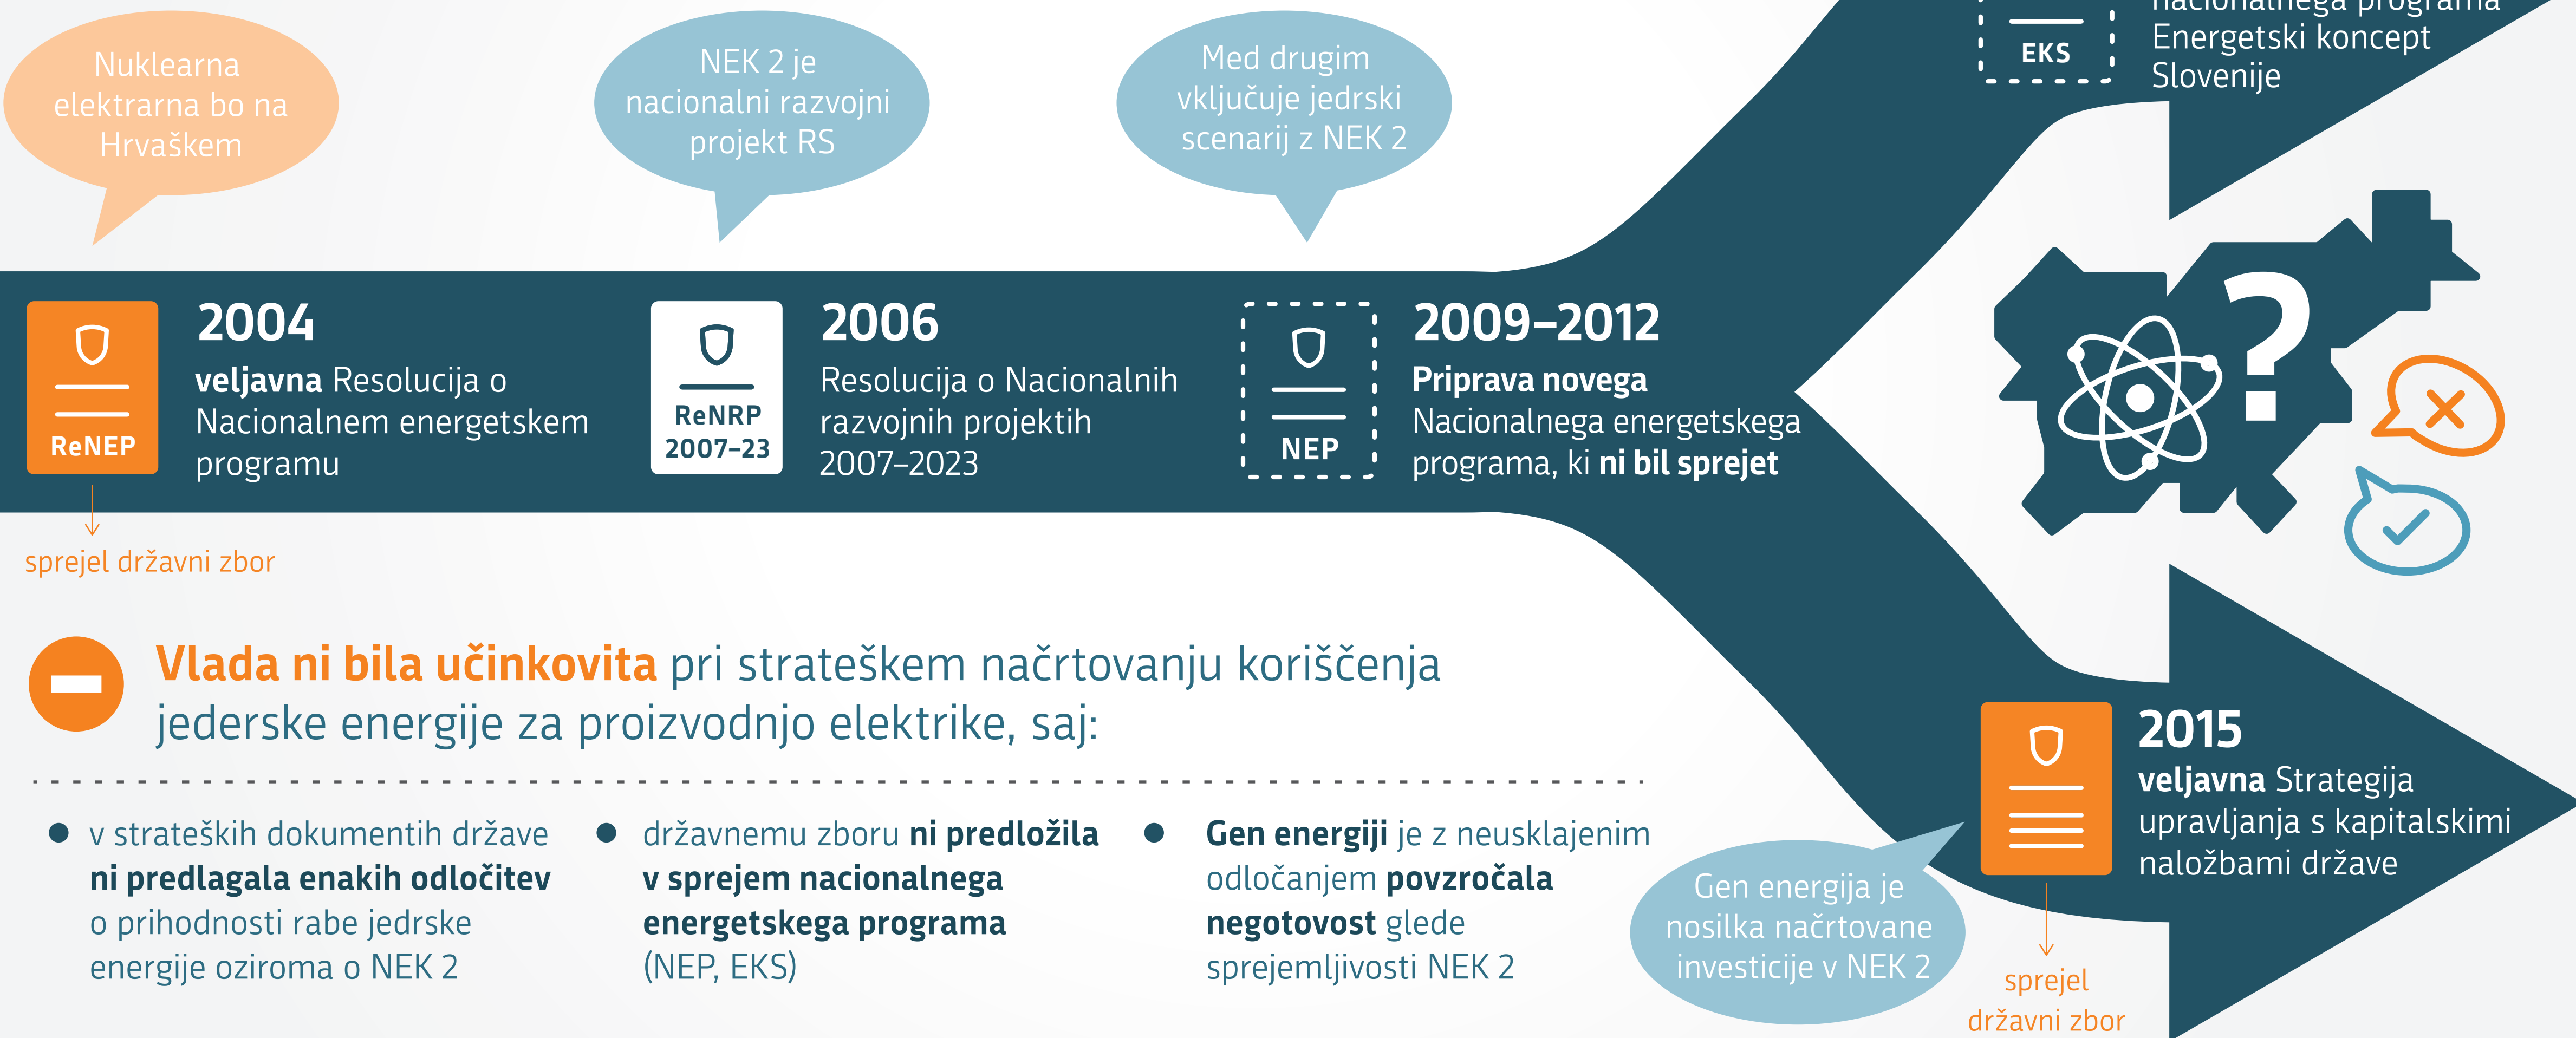 Nuklearna
elektrarna bo na
Hrvaškem
NEK 2 je
nacionalni razvojni
projekt RS
Med drugim
vključuje jedrski
scenarij z NEK 2
EKS
nacionalnega programa
Energetski koncept
Slovenije
ReNEP
2004
veljavna Resolucija o
Nacionalnem energetskem
programu
sprejel državni zbor
ReNRP
2007–23
2006
Resolucija o Nacionalnih
razvojnih projektih
2007–2023
NEP
2009–2012
Priprava novega
Nacionalnega energetskega
programa, ki ni bil sprejet
?
Vlada ni bila učinkovita pri strateškem načrtovanju koriščenja
jederske energije za proizvodnjo elektrike, saj:
v strateških dokumentih države
ni predlagala enakih odločitev
o prihodnosti rabe jedrske
energije oziroma o NEK 2
državnemu zboru ni predložila
v sprejem nacionalnega
energetskega programa
(NEP, EKS)
Gen energiji je z neusklajenim
odločanjem povzročala
negotovost glede
sprejemljivosti NEK 2
Gen energija je
nosilka načrtovane
investicije v NEK 2
2015
veljavna Strategija
upravljanja s kapitalskimi
naložbami države
sprejel
državni zbor